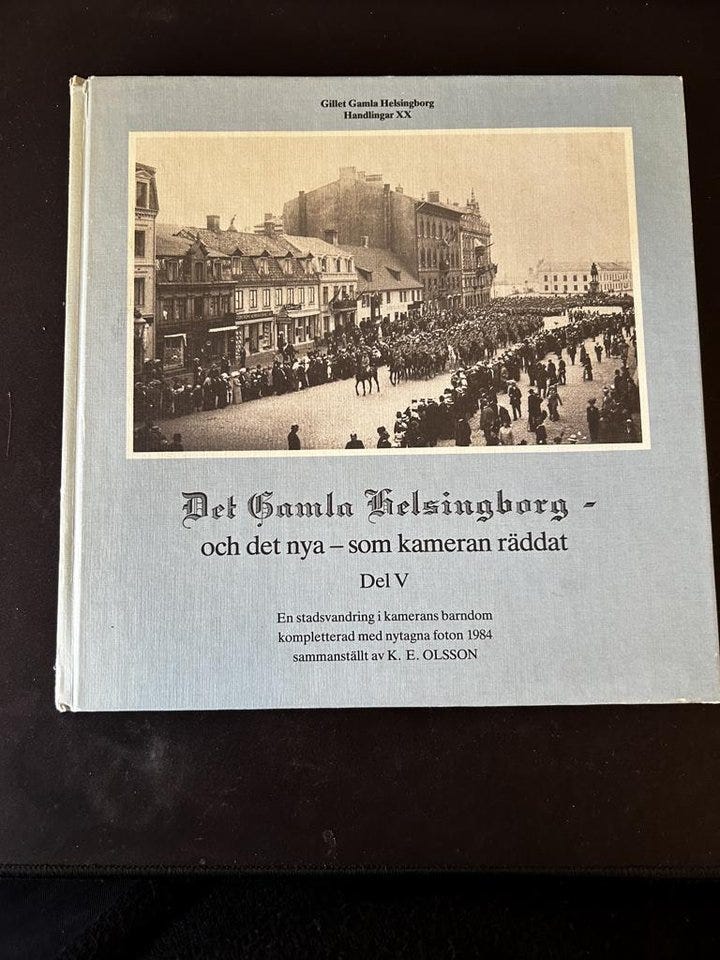 Gillet Gamla Helsingborg
Handlingar XX
Det Gamla Helsingborg -
och det nya – som kameran räddat
Del V
En stadsvandring i kamerans barndom
kompletterad med nytagna foton 1984
sammanställt av K. E. OLSSON